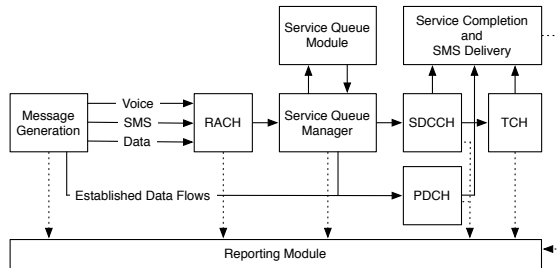 Service Queue
Module
Service Completion
and
SMS Delivery
Message
Generation
Voice
SMS
Data
RACH
Service Queue
Manager
SDCCH
TCH
Established Data Flows
PDCH
Reporting Module